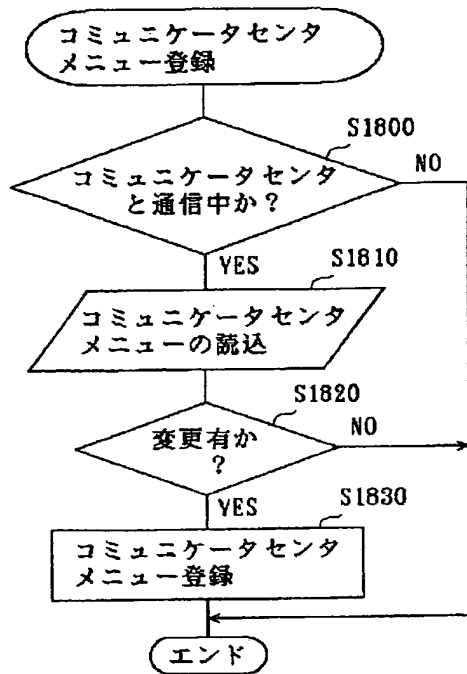 コミュニケータセンタ
メニュー登録
S1800
コミュニケータセンタ
と通信中か?
NO
YES
S1810
コミュニケータセンタ
メニューの読込
S1820
変更有か
?
NO
YES
S1830
コミュニケータセンタ
メニュー登録
エンド